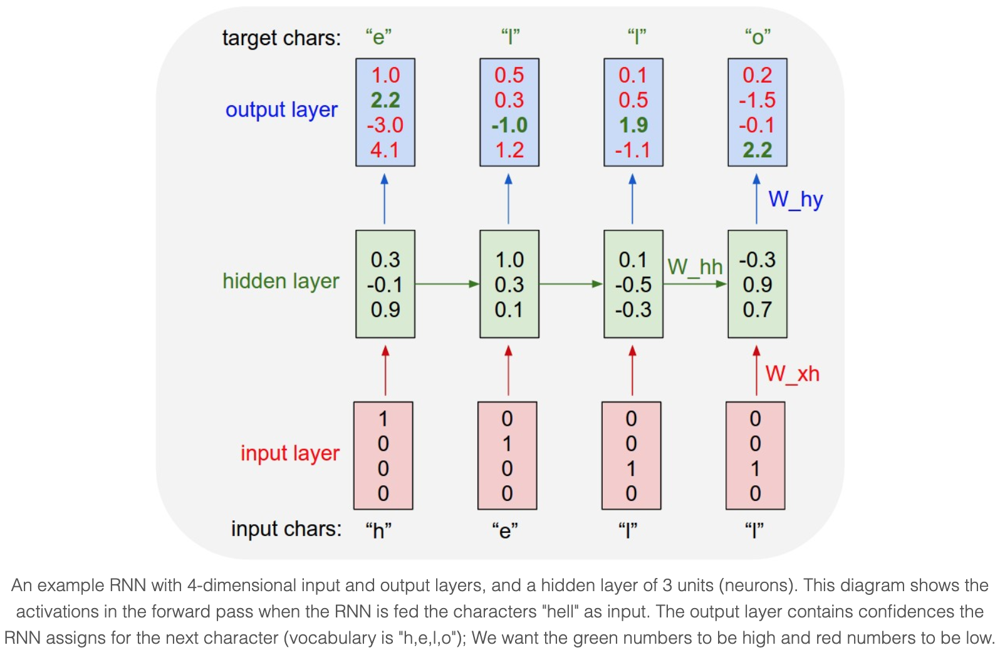 target chars: “e” “l” “l” “o”
1.0 0.5 0.1 0.2
2.2 0.3 0.5 -1.5
output layer
-3.0 -1.0 1.9 -0.1
4.1 1.2 -1.1 2.2
W_hy
0.3 1.0 0.1 -0.3
W_hh
hidden layer -0.1 0.3 -0.5 0.9
0.9 0.1 -0.3 0.7
W_xh
1 0 0 0
0 1 0 0
input layer
0 0 1 1
0 0 0 0
input chars: “h” “e” “l” “l”
An example RNN with 4-dimensional input and output layers, and a hidden layer of 3 units (neurons). This diagram shows the
activations in the forward pass when the RNN is fed the characters "hell" as input. The output layer contains confidences the
RNN assigns for the next character (vocabulary is "h,e,l,o"); We want the green numbers to be high and red numbers to be low.